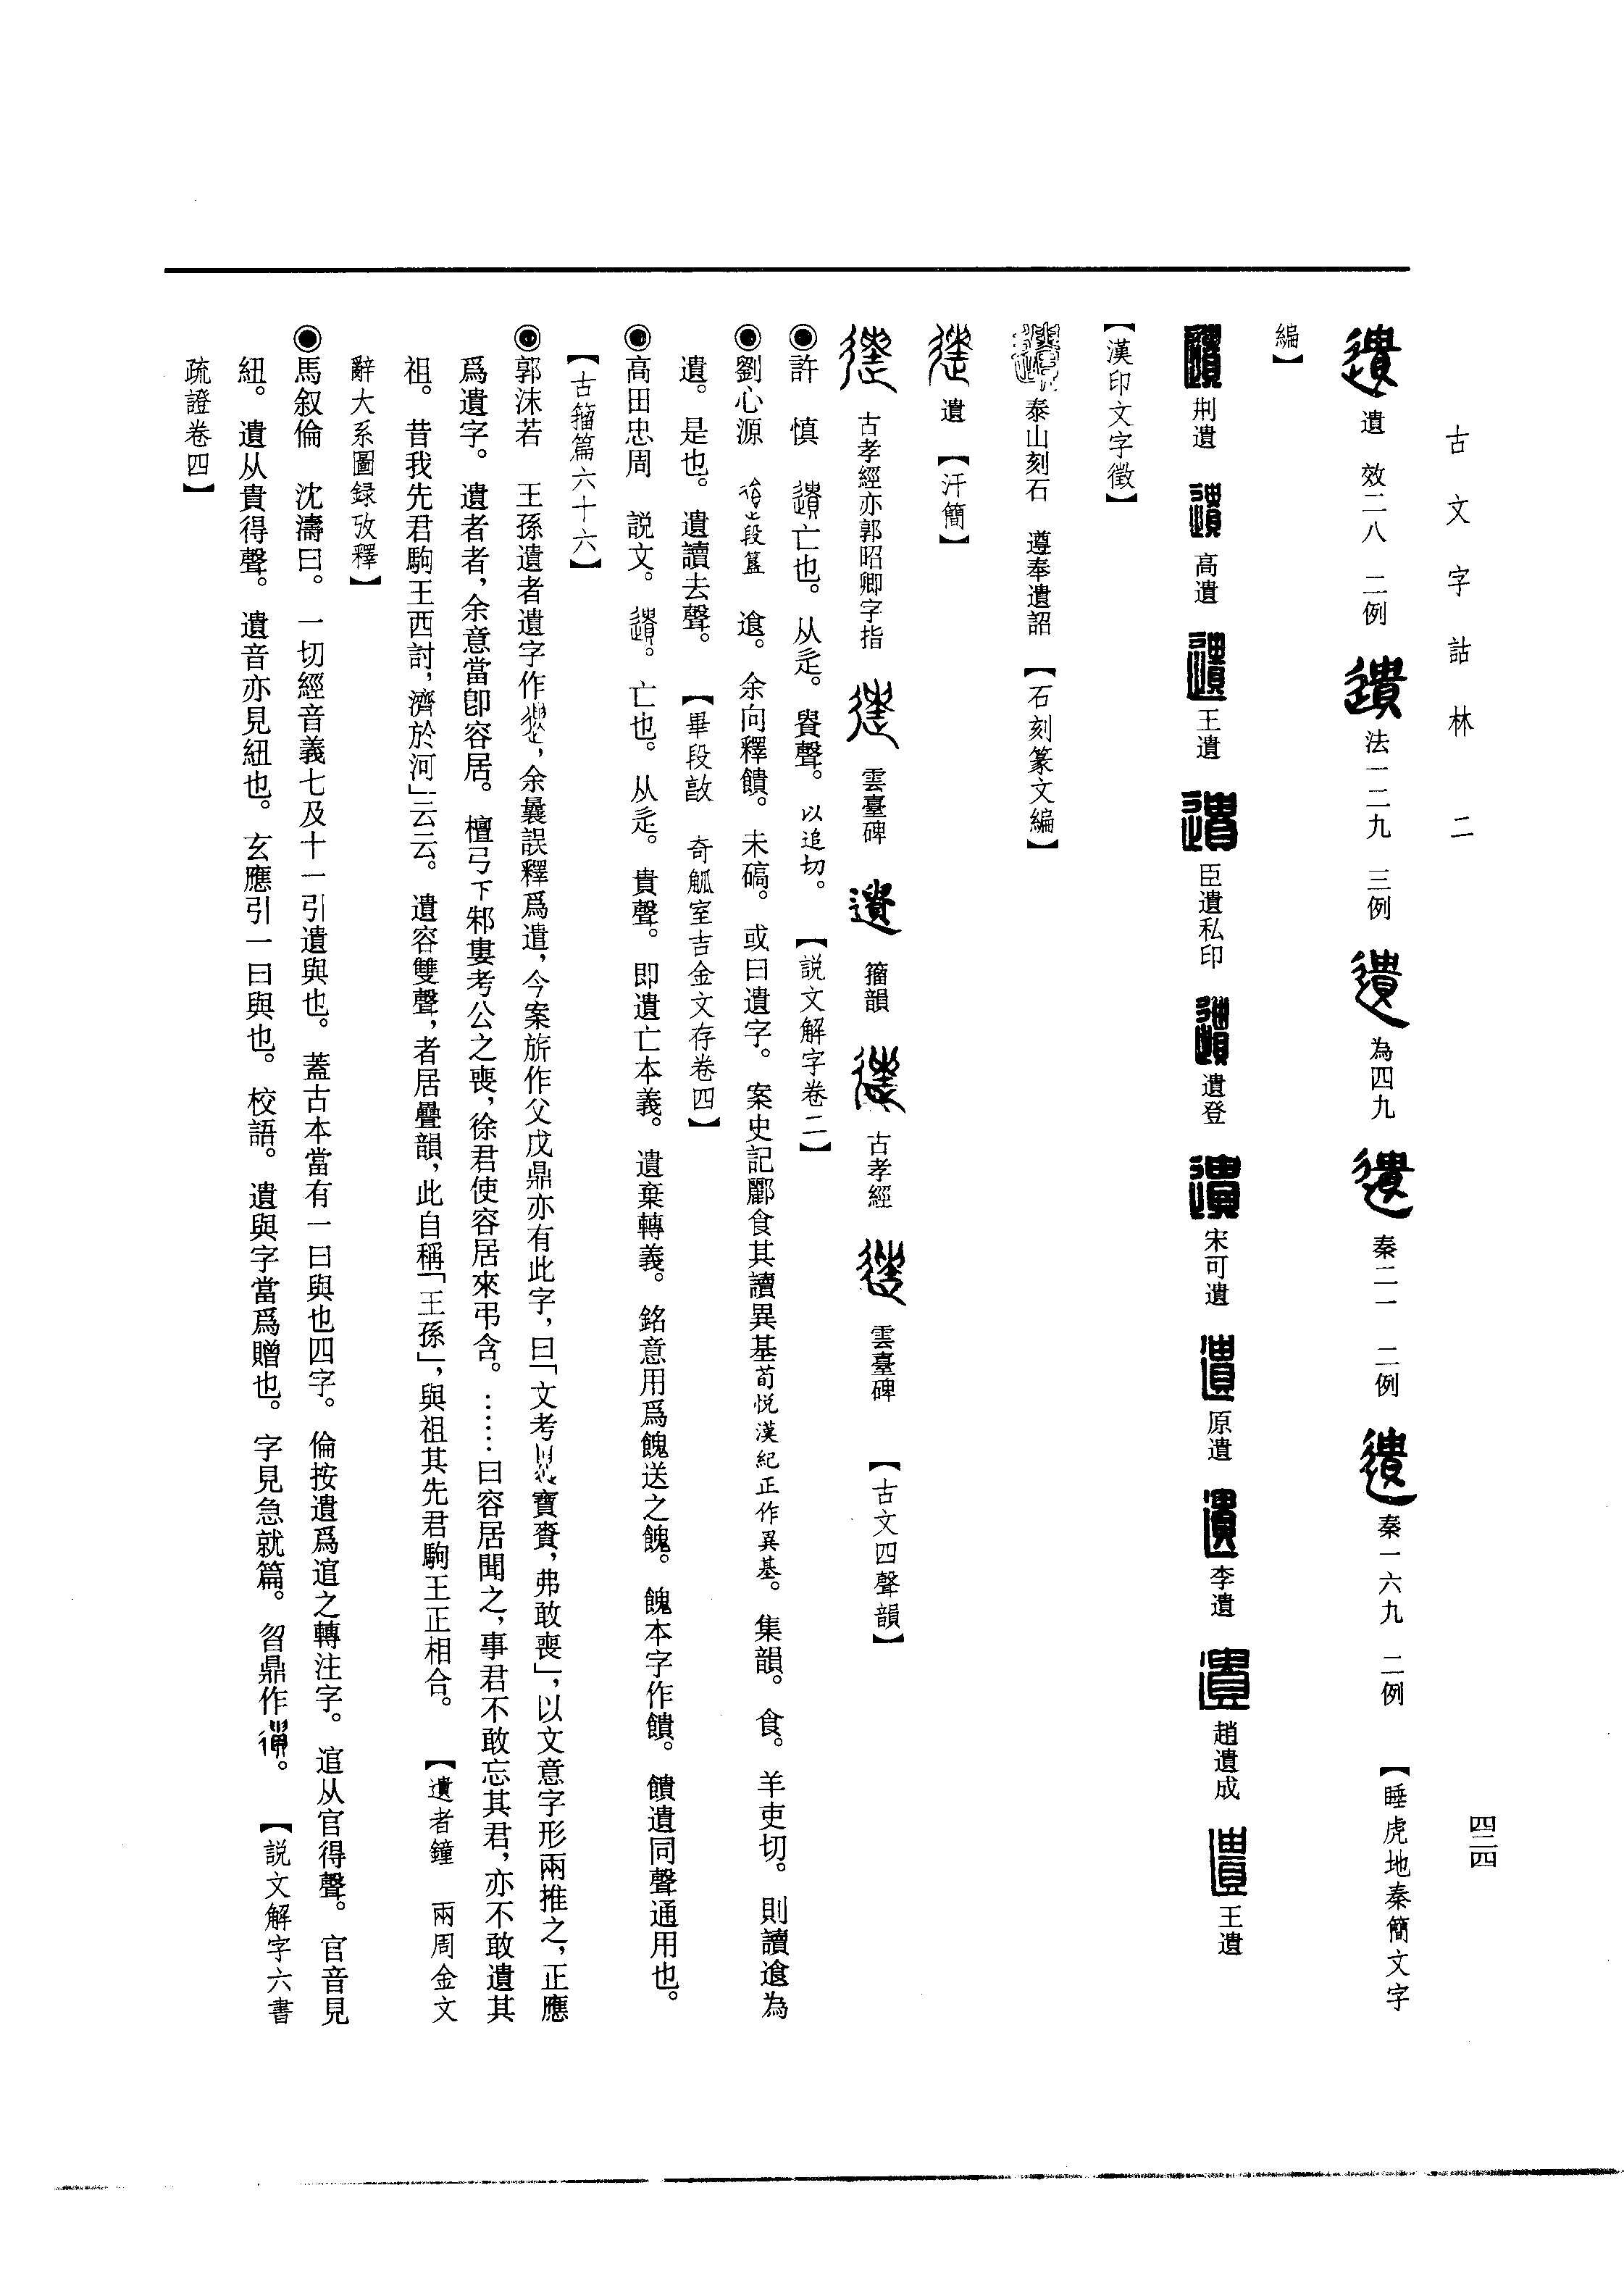 古文字詁林 二
四二四
遺 效二八 二例 法一二九 三例 為四九 秦二一 二例 秦一六九 二例 【睡虎地秦簡文字
編】
荆遺 高遺 王遺 臣遺私印 遺登 宋可遺 原遺 李遺 趙遺成 王遺
【漢印文字徵】
泰山刻石 遵奉遺詔 【石刻篆文編】
遺 【汗簡】
古孝經亦郭昭卿字指 雲臺碑 籀韻 古孝經 雲臺碑 【古文四聲韻】
◉許 慎 遺亡也。从辵。𧸇聲。以追切。 【説文解字卷二】
◉劉心源 段簋 𨓤。余向釋饋。未碻。或曰遺字。案史記酈食其讀異基荀悦漢紀正作異基。集韻。食。羊吏切。則讀𨓤為
遺。是也。遺讀去聲。 【畢段敔 奇觚室吉金文存卷四】
◉高田忠周 説文。遺。亡也。从辵。貴聲。即遺亡本義。遺棄轉義。銘意用爲餽送之餽。餽本字作饋。饋遺同聲通用也。
【古籀篇六十六】
◉郭沫若 王孫遺者遺字作，余曩誤釋爲遣，今案旂作父戊鼎亦有此字，曰「文考寶賚，弗敢喪」，以文意字形兩推之，正應
爲遺字。遺者者，余意當卽容居。檀弓下邾婁考公之喪，徐君使容居來弔含。……曰容居聞之，事君不敢忘其君，亦不敢遺其
祖。昔我先君駒王西討，濟於河」云云。遺容雙聲，者居疊韻，此自稱「王孫」，與祖其先君駒王正相合。 【遺者鐘 兩周金文
辭大系圖録攷釋】
◉馬叙倫 沈濤曰。一切經音義七及十一引遺與也。蓋古本當有一曰與也四字。倫按遺爲逭之轉注字。逭从官得聲。官音見
紐。遺从貴得聲。遺音亦見紐也。玄應引一曰與也。校語。遺與字當爲贈也。字見急就篇。曶鼎作。 【説文解字六書
疏證卷四】